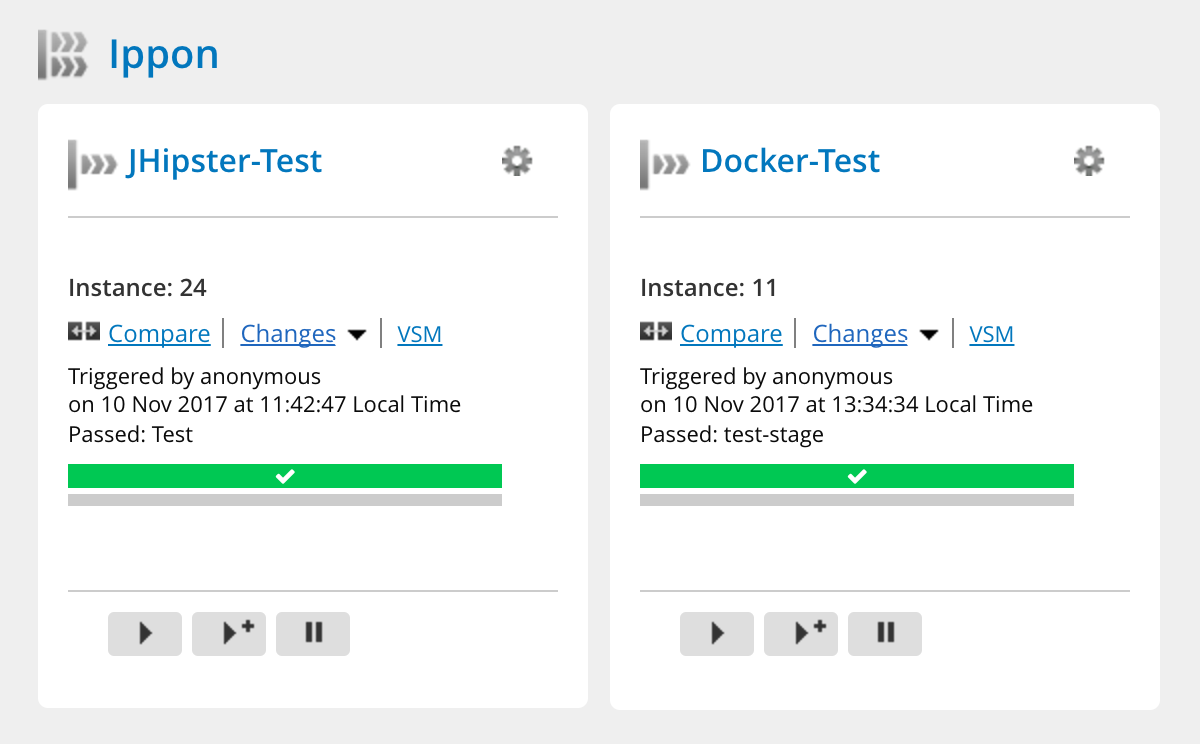 Ippon
JHipster-Test
Instance: 24
Compare | Changes | VSM
Triggered by anonymous
on 10 Nov 2017 at 11:42:47 Local Time
Passed: Test
Docker-Test
Instance: 11
Compare | Changes | VSM
Triggered by anonymous
on 10 Nov 2017 at 13:34:34 Local Time
Passed: test-stage